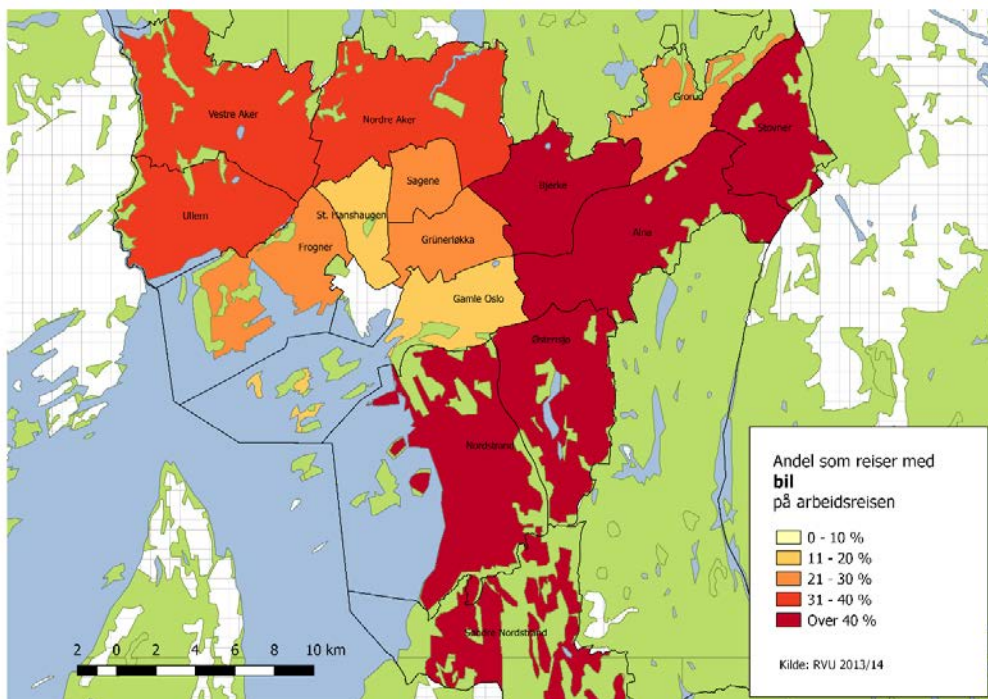 Vestre Aker
Nordre Aker
Grorud
Stovner
Ullern
St. Hanshaugen
Sagene
Bjerke
Frogner
Grünerløkka
Alna
Gamle Oslo
Østensjø
Nordstrand
Søndre Nordstrand
Andel som reiser med
bil
på arbeidsreisen
0 - 10 %
11 - 20 %
21 - 30 %
31 - 40 %
Over 40 %
Kilde: RVU 2013/14
2 0 2 4 6 8 10 km